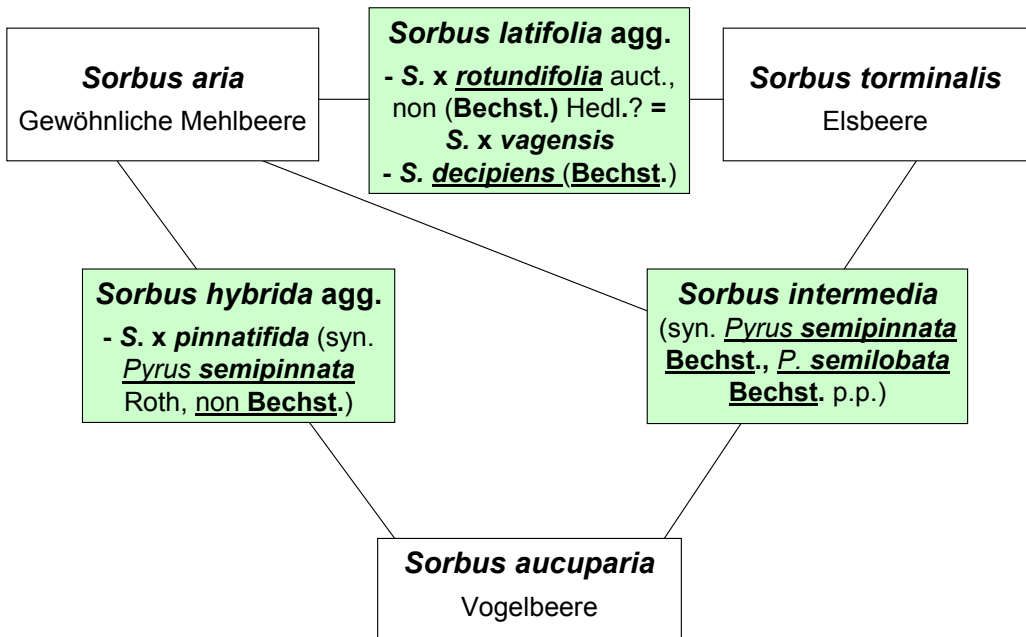 Sorbus aria
Gewöhnliche Mehlbeere
Sorbus latifolia agg.
- S. x rotundifolia auct.,
non (Bechst.) Hedl.? =
S. x vagensis
- S. decipiens (Bechst.)
Sorbus torminalis
Elsbeere
Sorbus hybrida agg.
- S. x pinnatifida (syn.
Pyrus semipinnata
Roth, non Bechst.)
Sorbus intermedia
(syn. Pyrus semipinnata
Bechst., P. semilobata
Bechst. p.p.)
Sorbus aucuparia
Vogelbeere